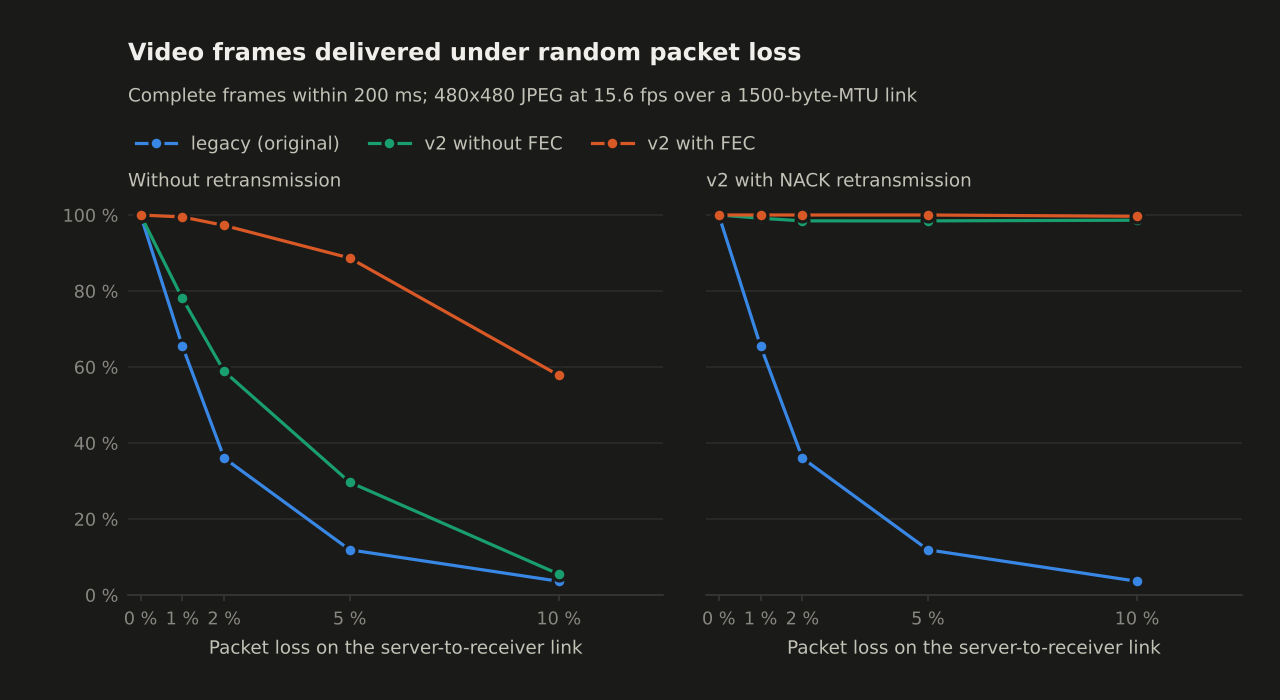 Video frames delivered under random packet loss
Complete frames within 200 ms; 480x480 JPEG at 15.6 fps over a 1500-byte-MTU link
legacy (original) v2 without FEC v2 with FEC
Without retransmission
100 %
80 %
60 %
40 %
20 %
0 %
0 % 1 % 2 % 5 % 10 %
Packet loss on the server-to-receiver link
v2 with NACK retransmission
0 % 1 % 2 % 5 % 10 %
Packet loss on the server-to-receiver link